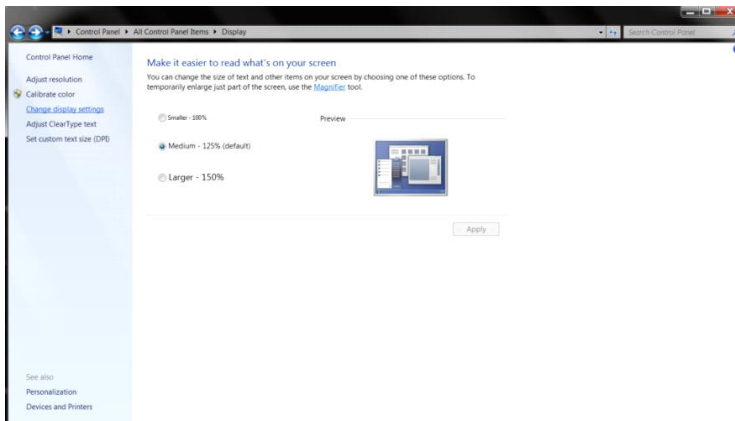 Control Panel ▸ All Control Panel Items ▸ Display
Search Control Panel
Control Panel Home
Adjust resolution
Calibrate color
Change display settings
Adjust ClearType text
Set custom text size (DPI)
See also
Personalization
Devices and Printers
Make it easier to read what's on your screen
You can change the size of text and other items on your screen by choosing one of these options. To
temporarily enlarge just part of the screen, use the Magnifier tool.
Smaller - 100%
Preview
Medium - 125% (default)
Larger - 150%
Apply